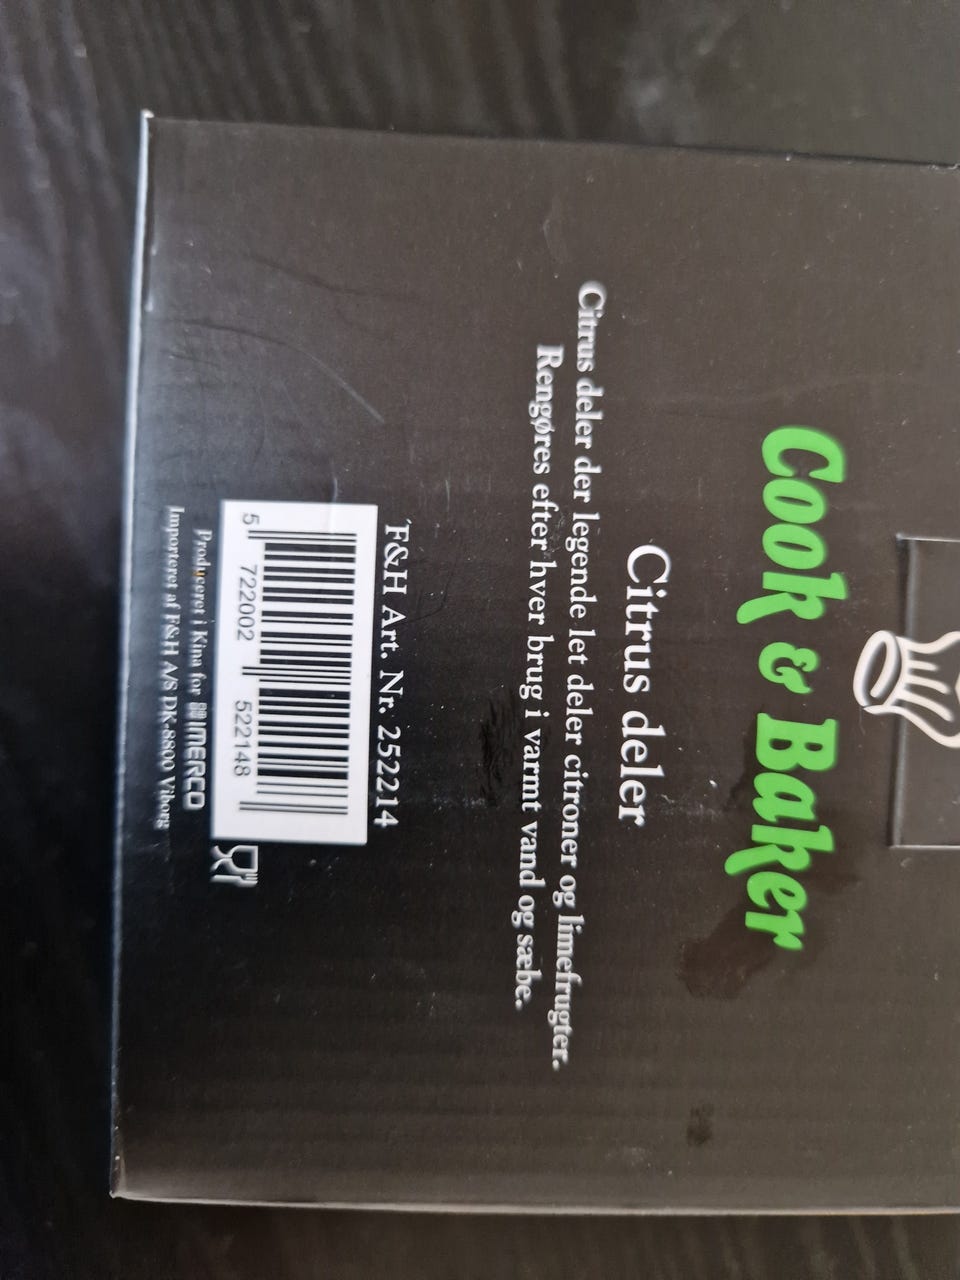 Cook & Baker
Citrus deler
Citrus deler der legende let deler citroner og limefrugter.
Rengøres efter hver brug i varmt vand og sæbe.
F&H Art. Nr. 252214
5 722002 522148
Produceret i Kina for IMERCO
Importeret af F&H A/S DK-8800 Viborg